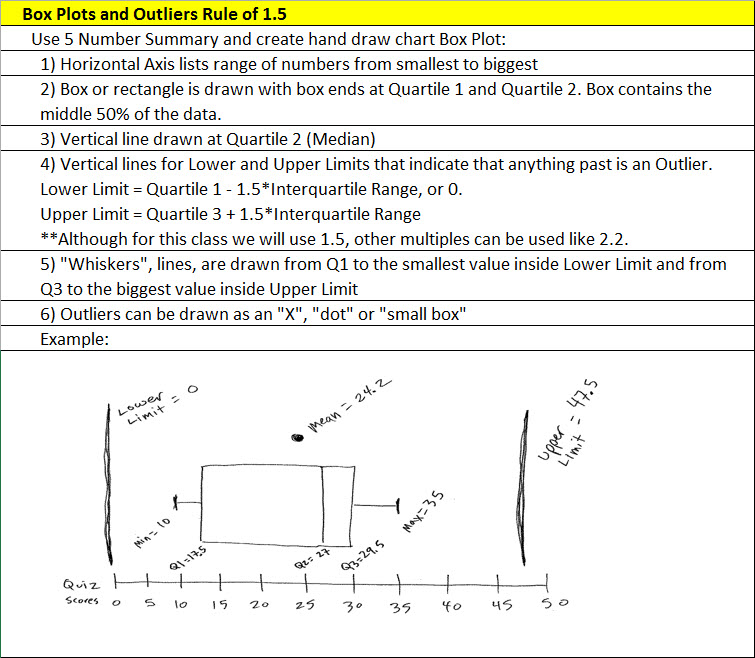 Box Plots and Outliers Rule of 1.5
Use 5 Number Summary and create hand draw chart Box Plot:
1) Horizontal Axis lists range of numbers from smallest to biggest
2) Box or rectangle is drawn with box ends at Quartile 1 and Quartile 2. Box contains the
middle 50% of the data.
3) Vertical line drawn at Quartile 2 (Median)
4) Vertical lines for Lower and Upper Limits that indicate that anything past is an Outlier.
Lower Limit = Quartile 1 - 1.5*Interquartile Range, or 0.
Upper Limit = Quartile 3 + 1.5*Interquartile Range
**Although for this class we will use 1.5, other multiples can be used like 2.2.
5) "Whiskers", lines, are drawn from Q1 to the smallest value inside Lower Limit and from
Q3 to the biggest value inside Upper Limit
6) Outliers can be drawn as an "X", "dot" or "small box"
Example:
Lower
Limit = 0
Mean = 24.2
Upper
Limit = 47.5
Min = 10
Q1=17.5
Q2= 27
Q3=29.5
Max=35
Quiz
Scores 0 5 10 15 20 25 30 35 40 45 50